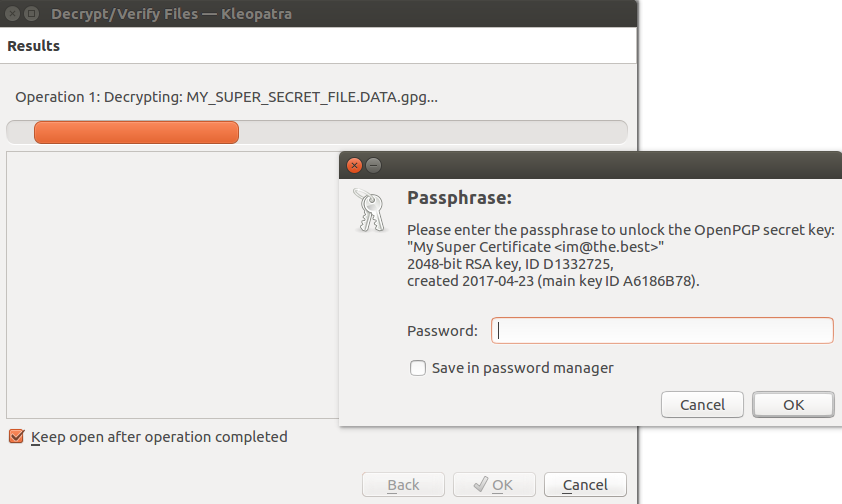 Decrypt/Verify Files — Kleopatra
Results
Operation 1: Decrypting: MY_SUPER_SECRET_FILE.DATA.gpg...
Passphrase:
Please enter the passphrase to unlock the OpenPGP secret key:
"My Super Certificate <im@the.best>"
2048-bit RSA key, ID D1332725,
created 2017-04-23 (main key ID A6186B78).
Password:
Save in password manager
Cancel
OK
Keep open after operation completed
Back
OK
Cancel